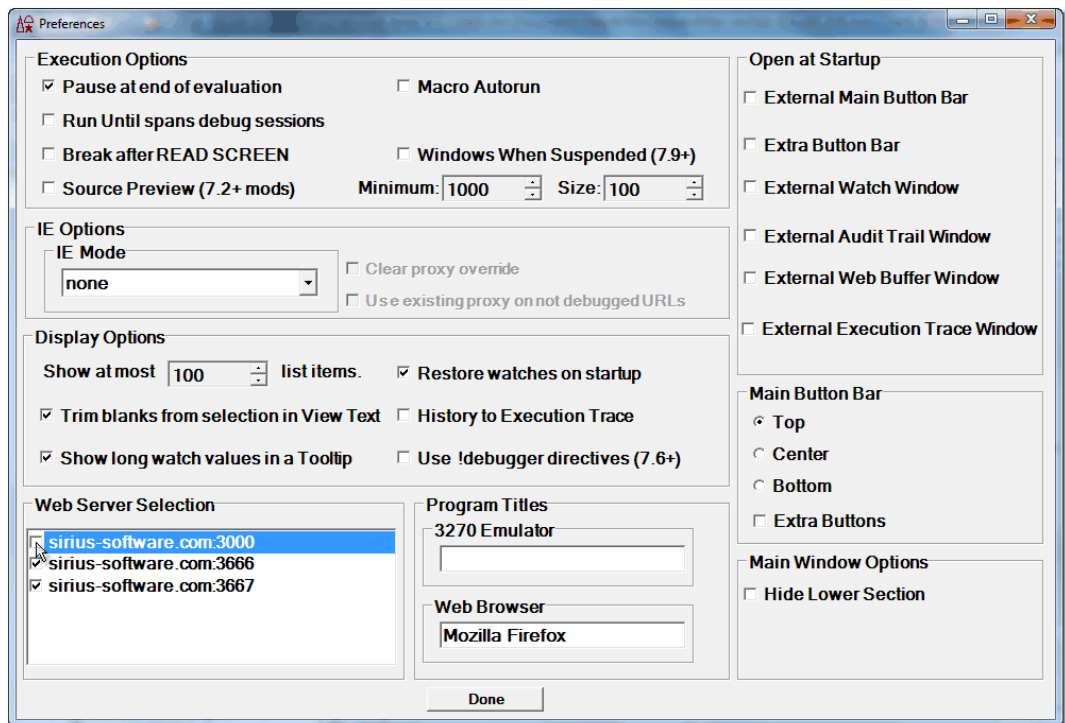 Preferences
Execution Options
Pause at end of evaluation
Macro Autorun
Run Until spans debug sessions
Break after READ SCREEN
Windows When Suspended (7.9+)
Source Preview (7.2+ mods)
Minimum: 1000 Size: 100
IE Options
IE Mode
none
Clear proxy override
Use existing proxy on not debugged URLs
Display Options
Show at most 100 list items.
Restore watches on startup
Trim blanks from selection in View Text
History to Execution Trace
Show long watch values in a Tooltip
Use !debugger directives (7.6+)
Web Server Selection
sirius-software.com:3000
sirius-software.com:3666
sirius-software.com:3667
Program Titles
3270 Emulator
Web Browser
Mozilla Firefox
Open at Startup
External Main Button Bar
Extra Button Bar
External Watch Window
External Audit Trail Window
External Web Buffer Window
External Execution Trace Window
Main Button Bar
Top
Center
Bottom
Extra Buttons
Main Window Options
Hide Lower Section
Done